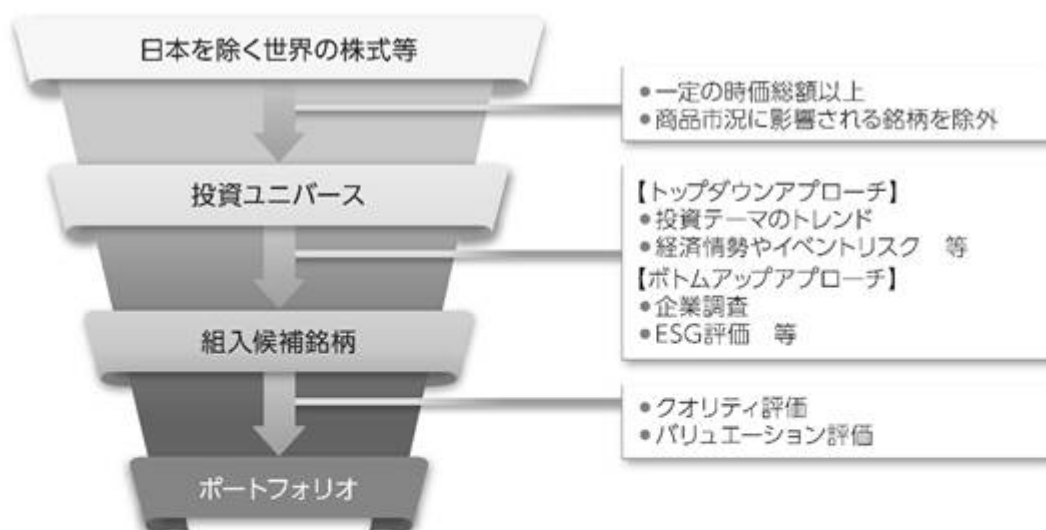 日本を除く世界の株式等
●一定の時価総額以上
●商品市況に影響される銘柄を除外
投資ユニバース
【トップダウンアプローチ】
●投資テーマのトレンド
●経済情勢やイベントリスク　等
【ボトムアップアプローチ】
●企業調査
●ESG評価　等
組入候補銘柄
●クオリティ評価
●バリュエーション評価
ポートフォリオ